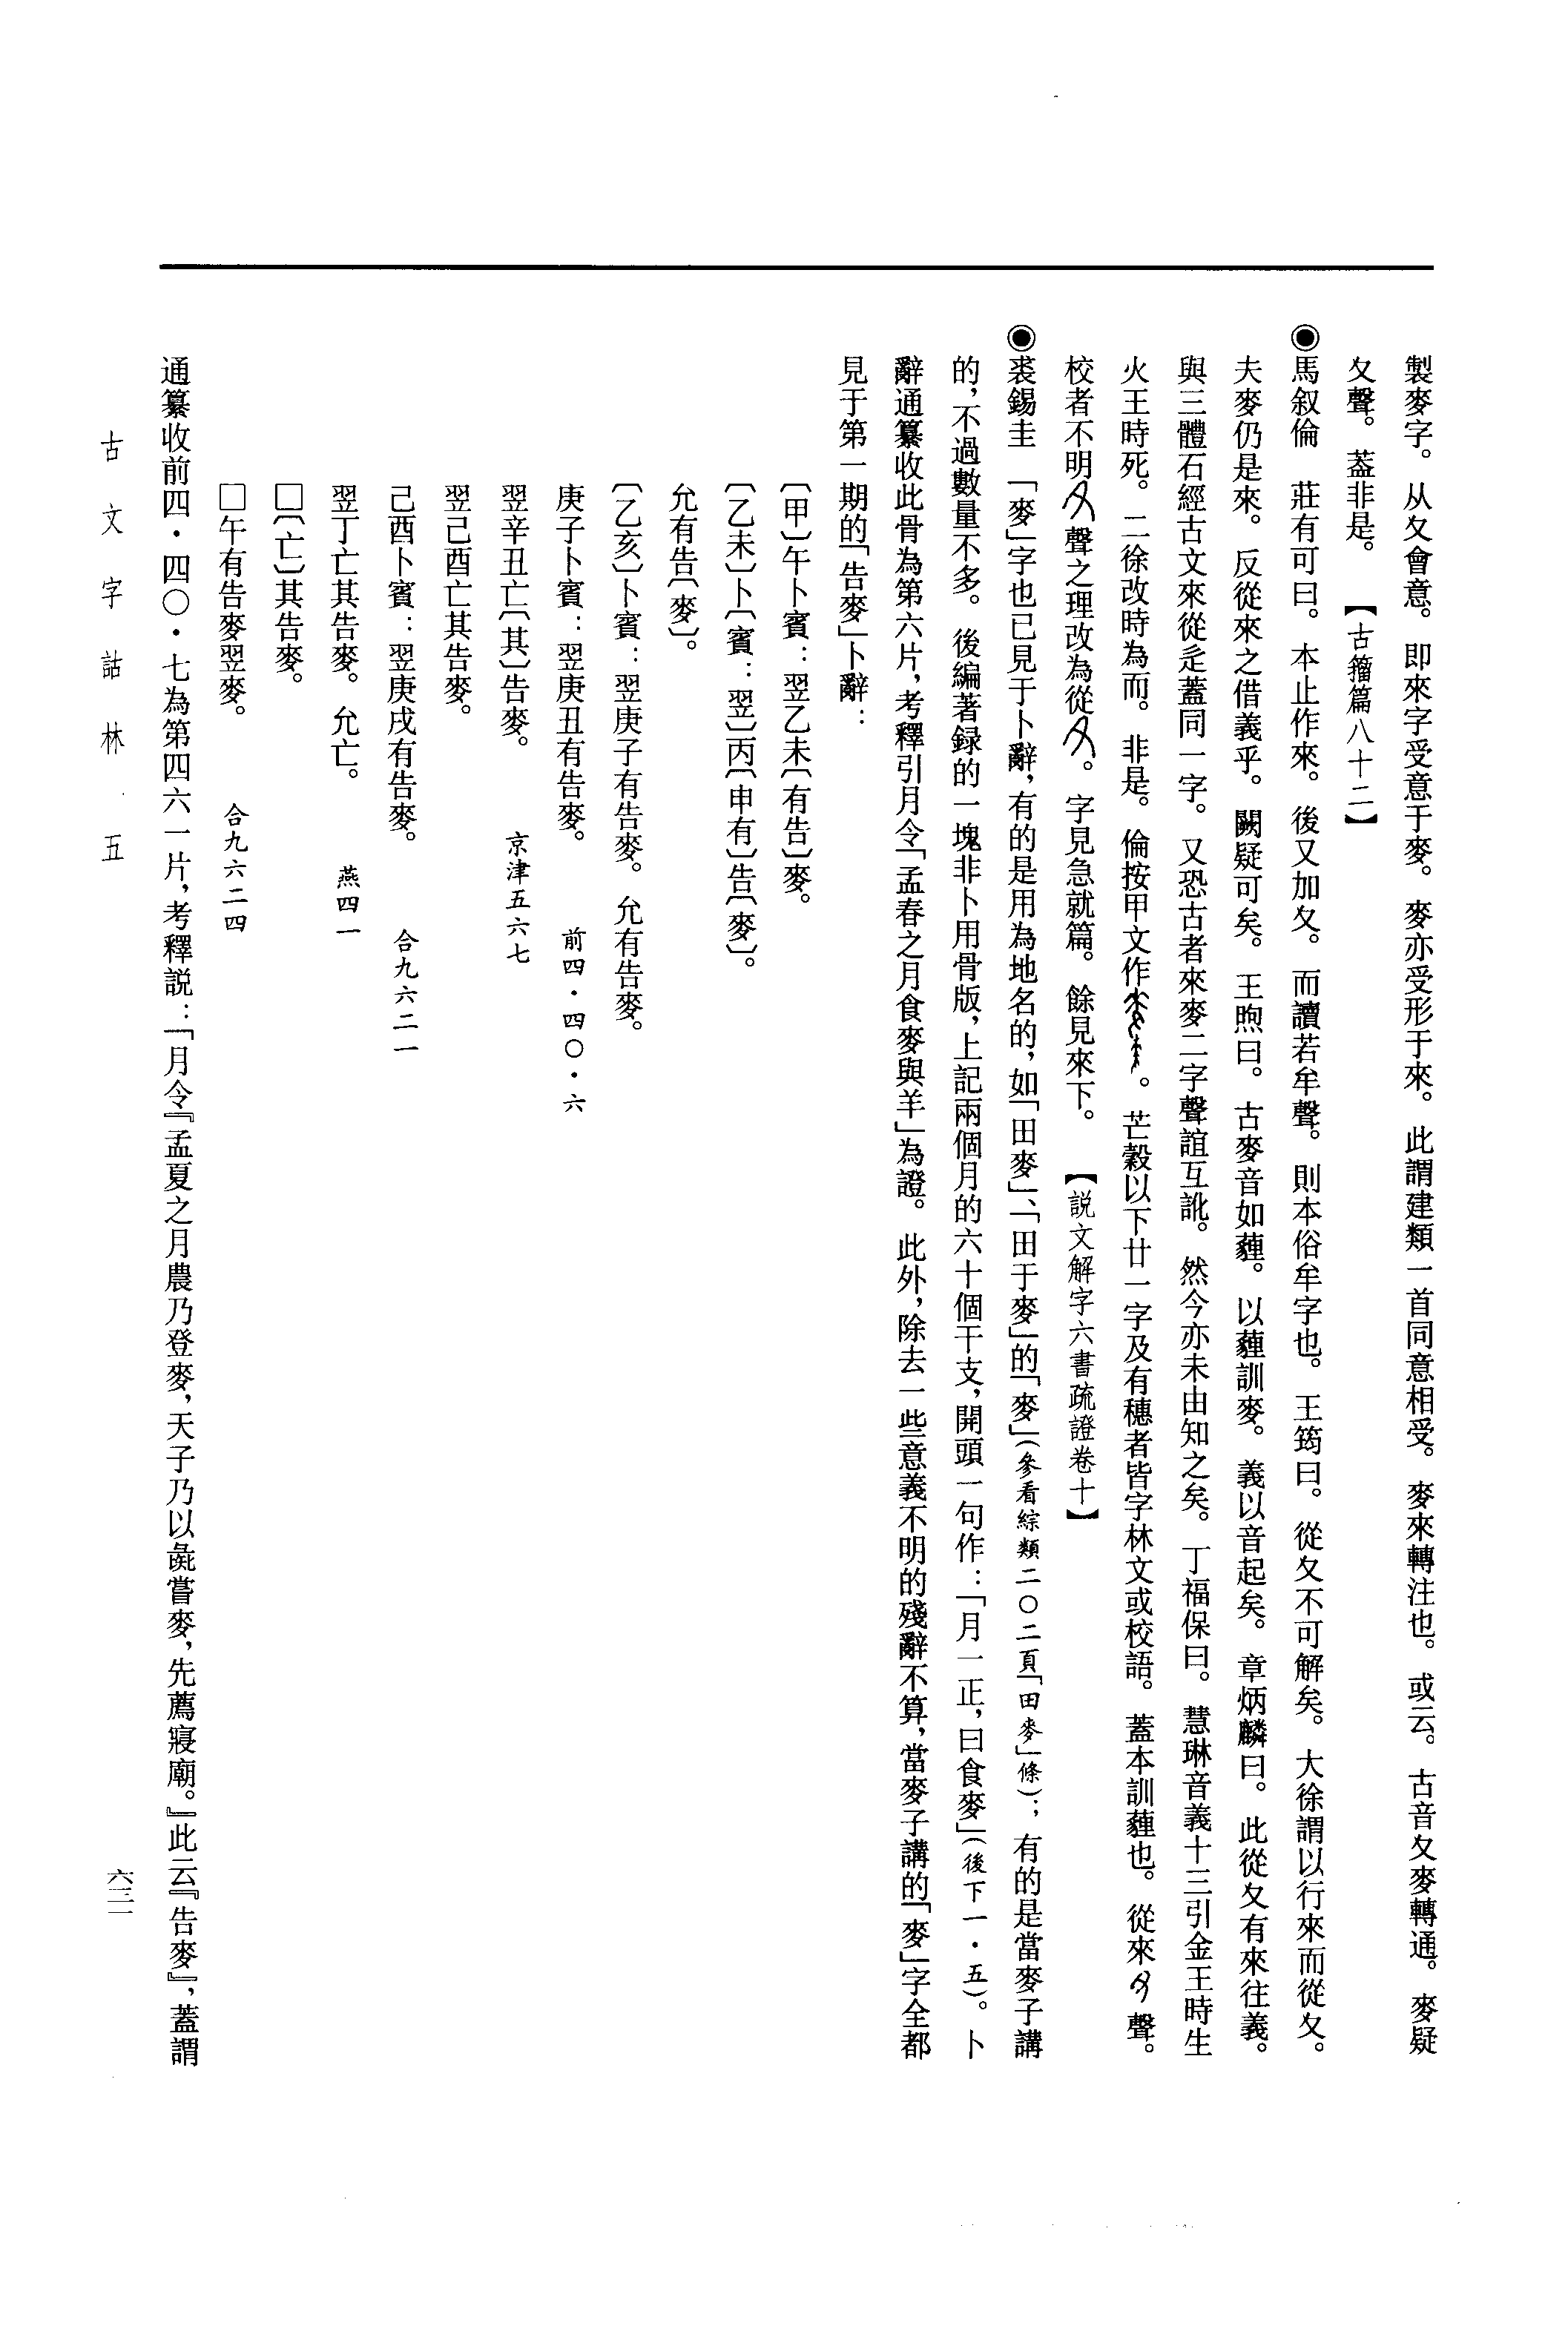 製麥字。从夊會意。即來字受意于麥。麥亦受形于來。此謂建類一首同意相受。麥來轉注也。或云。古音夊麥轉通。麥疑
夊聲。葢非是。【古籀篇八十二】
◉馬叙倫　莊有可曰。本止作來。後又加夊。而讀若牟聲。則本俗牟字也。王筠曰。從夊不可解矣。大徐謂以行來而從夊。
夫麥仍是來。反從來之借義乎。闕疑可矣。王煦曰。古麥音如薶。以薶訓麥。義以音起矣。章炳麟曰。此從夊有來往義。
與三體石經古文來從辵蓋同一字。又恐古者來麥二字聲誼互訛。然今亦未由知之矣。丁福保曰。慧琳音義十三引金王時生
火王時死。二徐改時為而。非是。倫按甲文作。芒穀以下廿一字及有穗者皆字林文或校語。蓋本訓薶也。從來聲。
校者不明聲之理改為從。字見急就篇。餘見來下。【説文解字六書疏證卷十】
◉裘錫圭　「麥」字也已見于卜辭，有的是用為地名的，如「田麥」、「田于麥」的「麥」（參看綜類二〇二頁「田麥」條）；有的是當麥子講
的，不過數量不多。後編著録的一塊非卜用骨版，上記兩個月的六十個干支，開頭一句作：「月一正，曰食麥」（後下一・五）。卜
辭通纂收此骨為第六片，考釋引月令「孟春之月食麥與羊」為證。此外，除去一些意義不明的殘辭不算，當麥子講的「麥」字全都
見于第一期的「告麥」卜辭：
〔甲〕午卜賓：翌乙未〔有告〕麥。
〔乙未〕卜〔賓：翌〕丙〔申有〕告〔麥〕。
允有告〔麥〕。
〔乙亥〕卜賓：翌庚子有告麥。允有告麥。
庚子卜賓：翌庚丑有告麥。　前四・四〇・六
翌辛丑亡〔其〕告麥。　京津五六七
翌己酉亡其告麥。
己酉卜賓：翌庚戌有告麥。　合九六二一
翌丁亡其告麥。允亡。　燕四一
□〔亡〕其告麥。
□午有告麥翌麥。　合九六二四
通纂收前四・四〇・七為第四六一片，考釋説：「月令『孟夏之月農乃登麥，天子乃以彘嘗麥，先薦寢廟。』此云『告麥』，蓋謂
古文字詁林　五
六三一